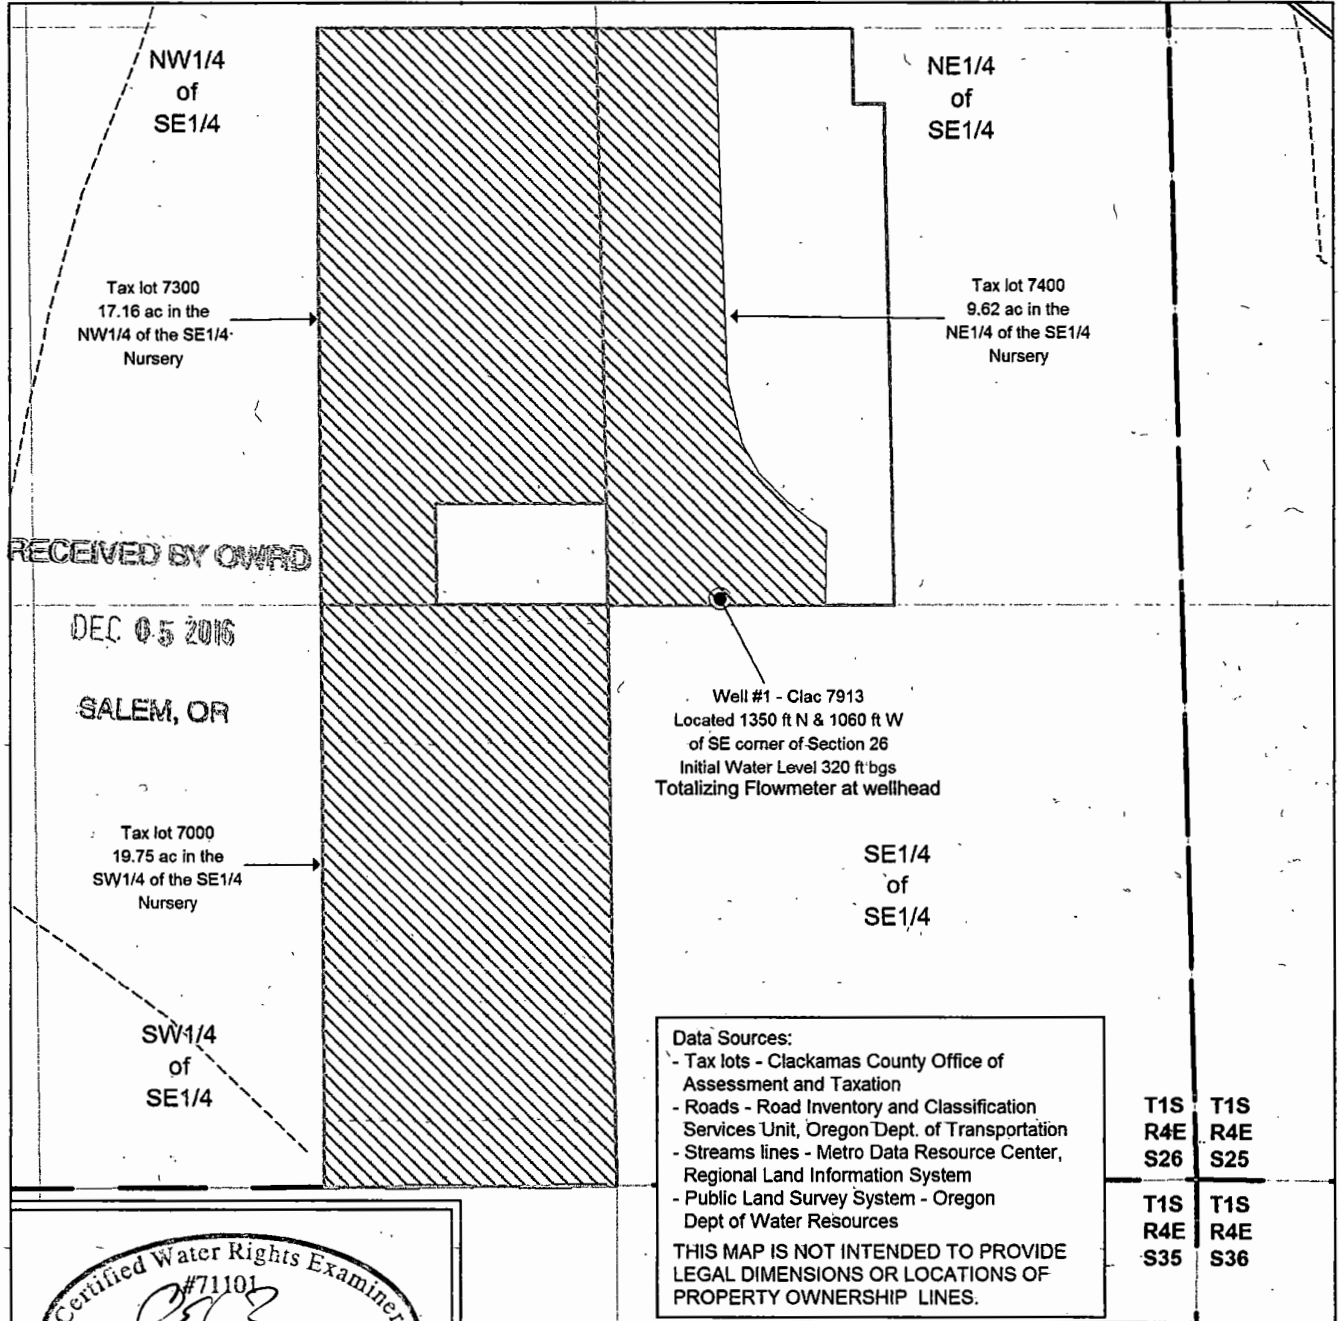 NW1/4
of
SE1/4
NE1/4
of
SE1/4
Tax lot 7300
17.16 ac in the
NW1/4 of the SE1/4
Nursery
Tax lot 7400
9.62 ac in the
NE1/4 of the SE1/4
Nursery
RECEIVED BY OWRD
DEC 05 2016
SALEM, OR
Well #1 - Clac 7913
Located 1350 ft N & 1060 ft W
of SE corner of Section 26
Initial Water Level 320 ft bgs
Totalizing Flowmeter at wellhead
Tax lot 7000
19.75 ac in the
SW1/4 of the SE1/4
Nursery
SE1/4
of
SE1/4
SW1/4
of
SE1/4
Data Sources:
- Tax lots - Clackamas County Office of
Assessment and Taxation
- Roads - Road Inventory and Classification
Services Unit, Oregon Dept. of Transportation
- Streams lines - Metro Data Resource Center,
Regional Land Information System
- Public Land Survey System - Oregon
Dept of Water Resources
THIS MAP IS NOT INTENDED TO PROVIDE
LEGAL DIMENSIONS OR LOCATIONS OF
PROPERTY OWNERSHIP LINES.
T1S T1S
R4E R4E
S26 S25
T1S T1S
R4E R4E
S35 S36
Certified Water Rights Examiner
#71101